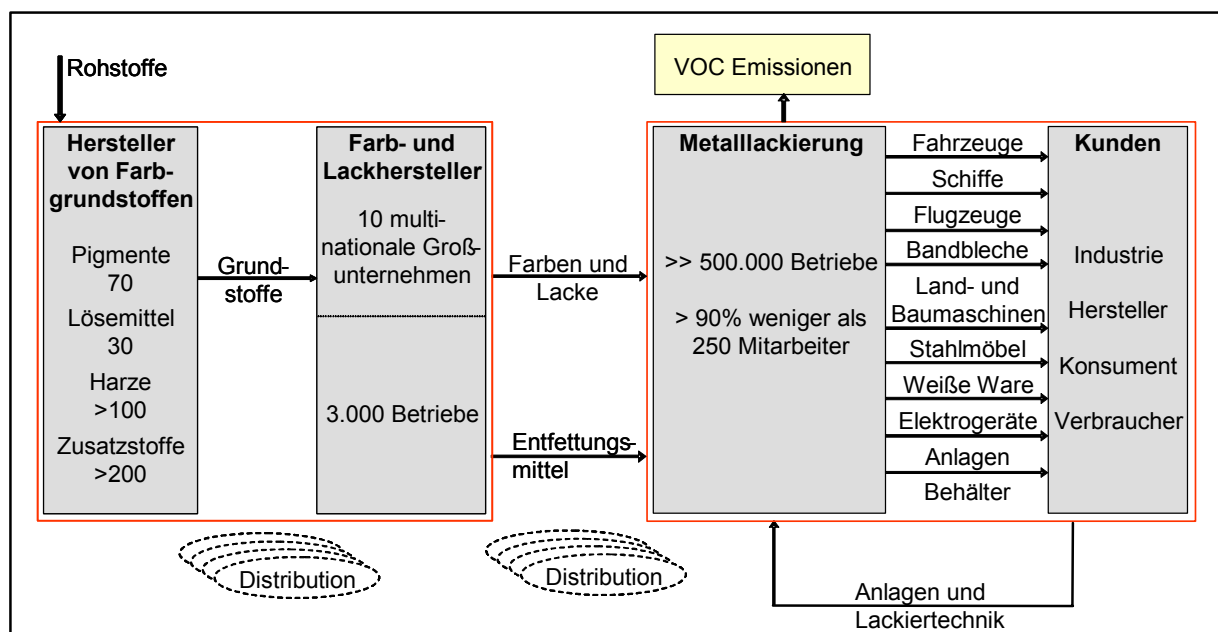 Rohstoffe
VOC Emissionen
Hersteller
von Farb-
grundstoffen
Pigmente
70
Lösemittel
30
Harze
>100
Zusatzstoffe
>200
Grund-
stoffe
Farb- und
Lackhersteller
10 multi-
nationale Groß-
unternehmen
3.000 Betriebe
Farben und
Lacke
Entfettungs-
mittel
Metalllackierung
>> 500.000 Betriebe
> 90% weniger als
250 Mitarbeiter
Fahrzeuge
Schiffe
Flugzeuge
Bandbleche
Land- und
Baumaschinen
Stahlmöbel
Weiße Ware
Elektrogeräte
Anlagen
Behälter
Kunden
Industrie
Hersteller
Konsument
Verbraucher
Distribution
Distribution
Anlagen und
Lackiertechnik